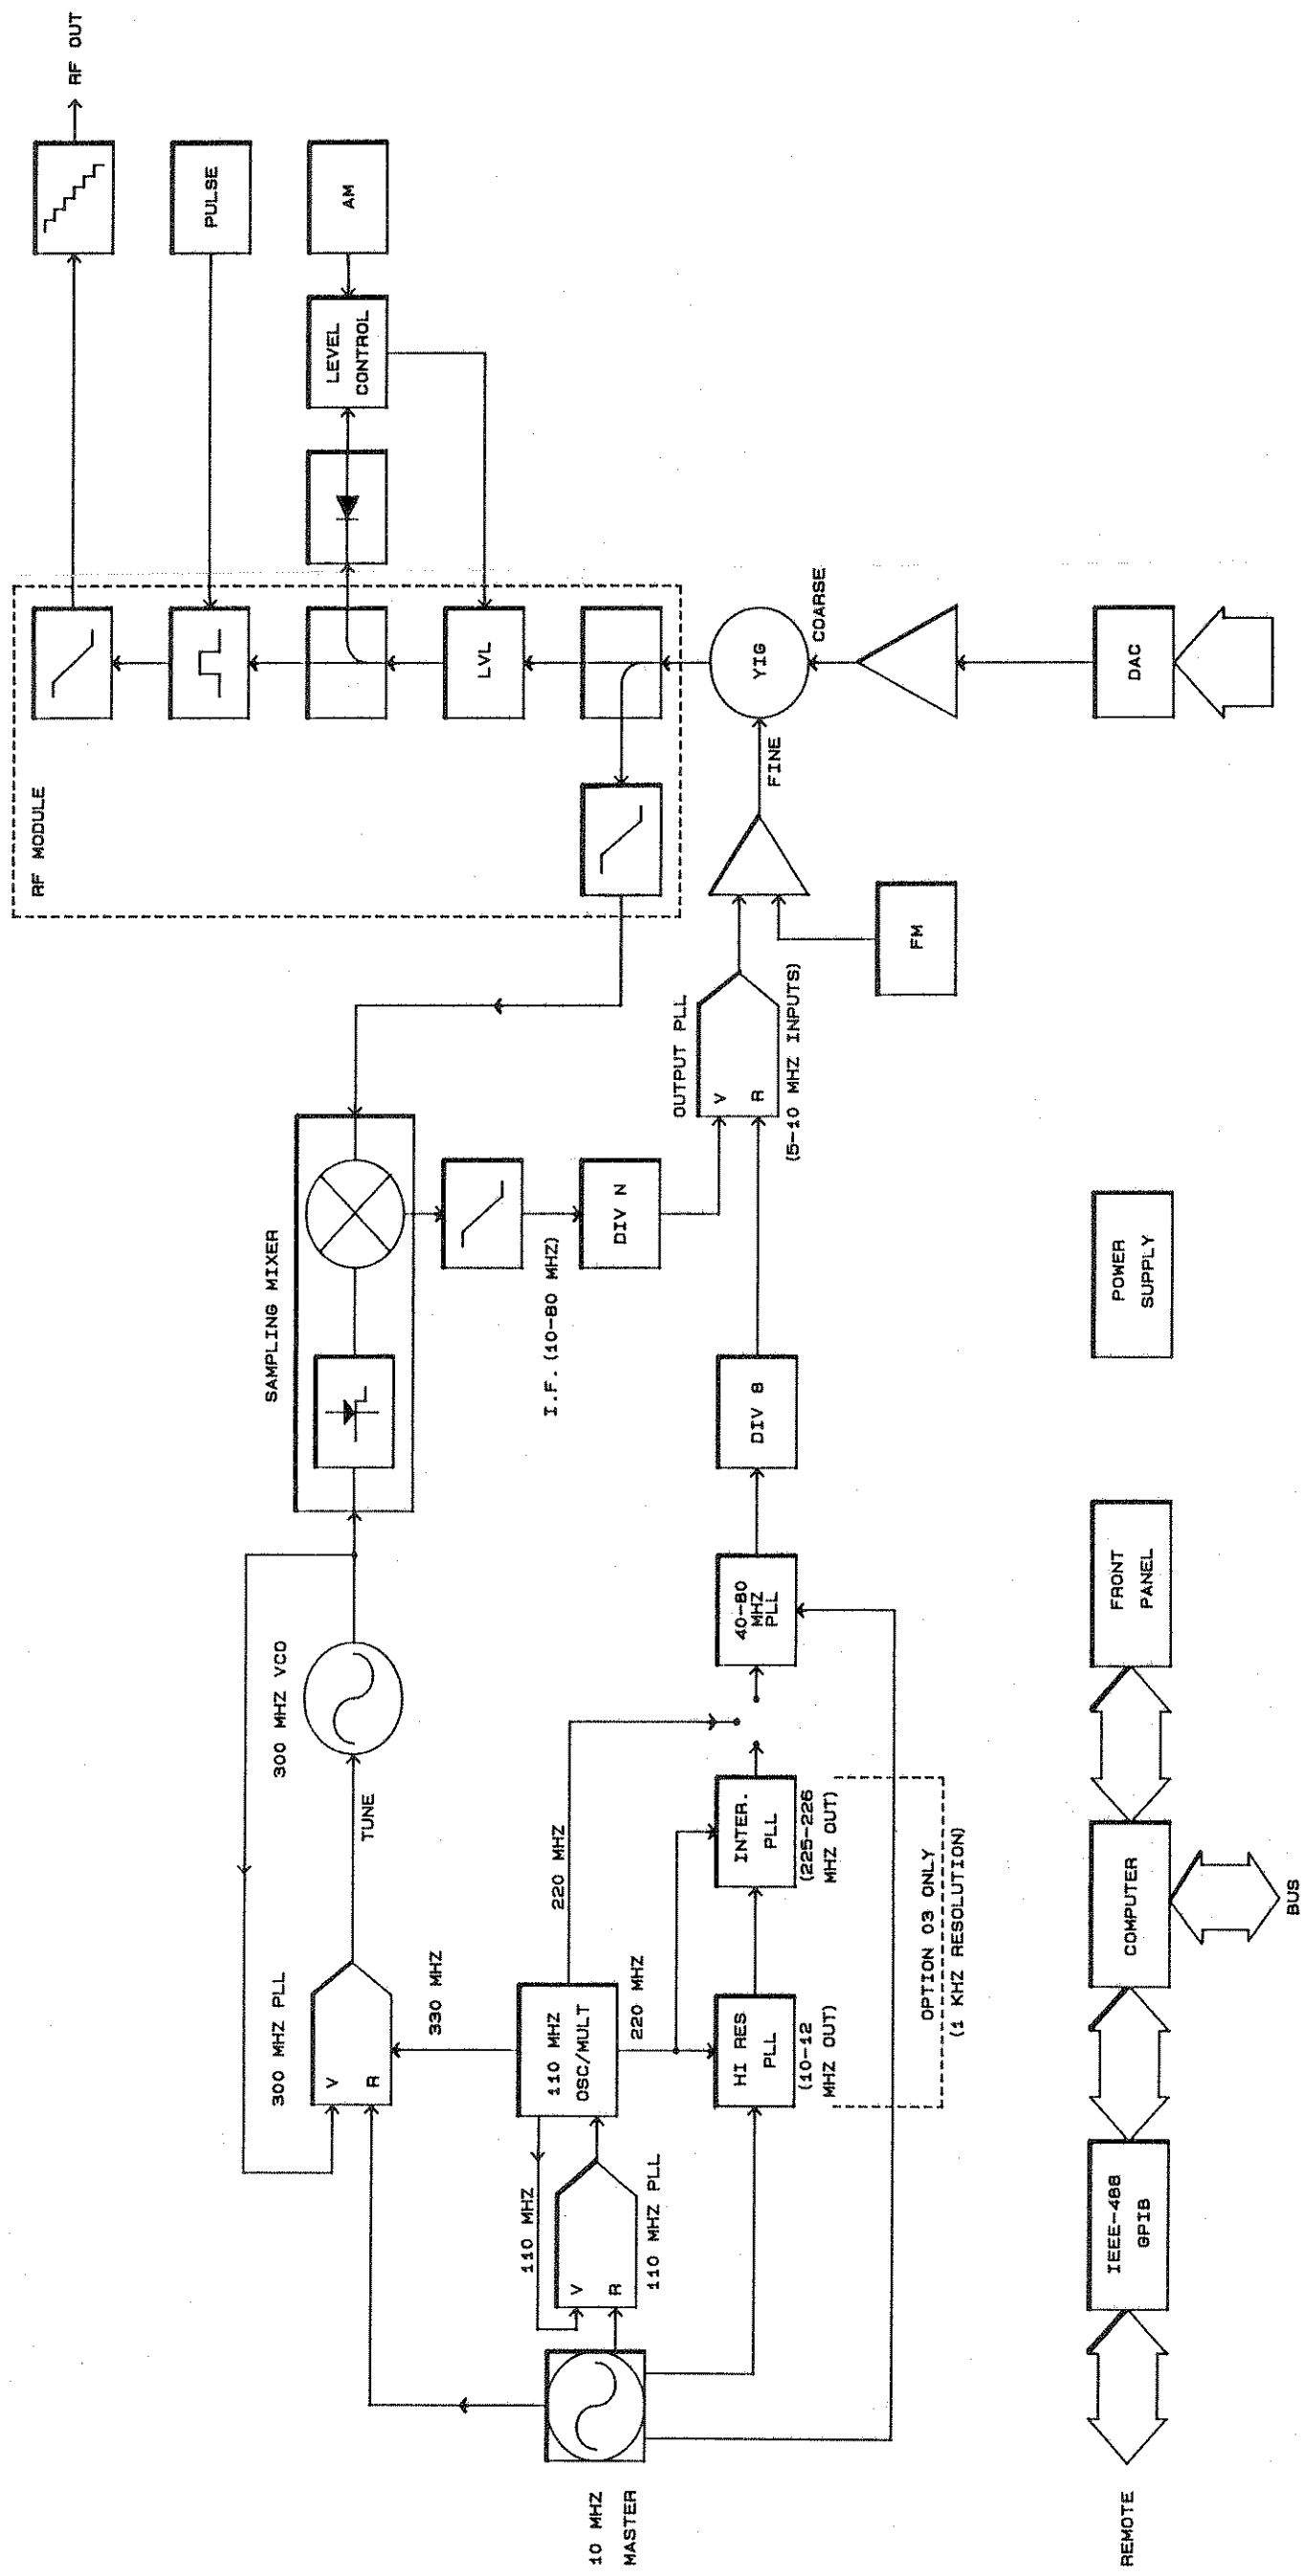 RF OUT
PULSE
AM
LEVEL
CONTROL
RF MODULE
LVL
YIG
COARSE
FINE
DAC
FM
OUTPUT PLL
V
R
(5-10 MHZ INPUTS)
SAMPLING MIXER
I.F. (10-80 MHZ)
DIV N
DIV 8
300 MHZ VCO
TUNE
300 MHZ PLL
V
R
330 MHZ
220 MHZ
110 MHZ
OSC/MULT
220 MHZ
40-80
MHZ
PLL
INTER.
PLL
(225-226
MHZ OUT)
HI RES
PLL
(10-12
MHZ OUT)
OPTION 03 ONLY
(1 KHZ RESOLUTION)
110 MHZ
V
R
110 MHZ PLL
10 MHZ
MASTER
REMOTE
IEEE-488
GPIB
COMPUTER
BUS
FRONT
PANEL
POWER
SUPPLY